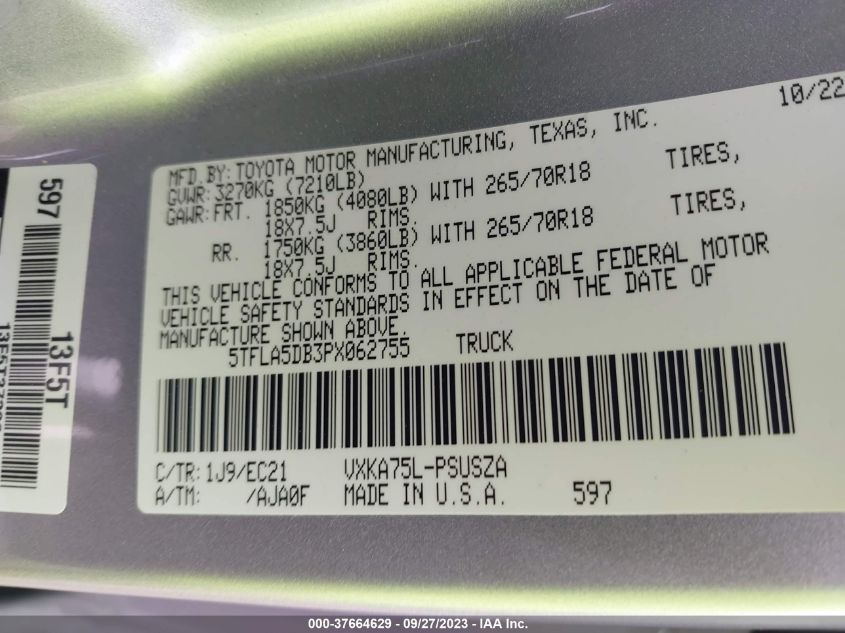 10/22
MFD.BY:TOYOTA MOTOR MANUFACTURING, TEXAS, INC.
GVWR:3270KG (7210LB)
GAWR:FRT. 1850KG (4080LB) WITH 265/70R18 TIRES,
18X7.5J RIMS.
RR. 1750KG (3860LB) WITH 265/70R18 TIRES,
18X7.5J RIMS.
THIS VEHICLE CONFORMS TO ALL APPLICABLE FEDERAL MOTOR
VEHICLE SAFETY STANDARDS IN EFFECT ON THE DATE OF
MANUFACTURE SHOWN ABOVE.
5TFLA5DB3PX062755 TRUCK
C/TR:1J9/EC21 VXKA75L-PSUSZA
A/TM: /AJA0F MADE IN U.S.A. 597
597
13F5T
000-37664629 – 09/27/2023 – IAA Inc.